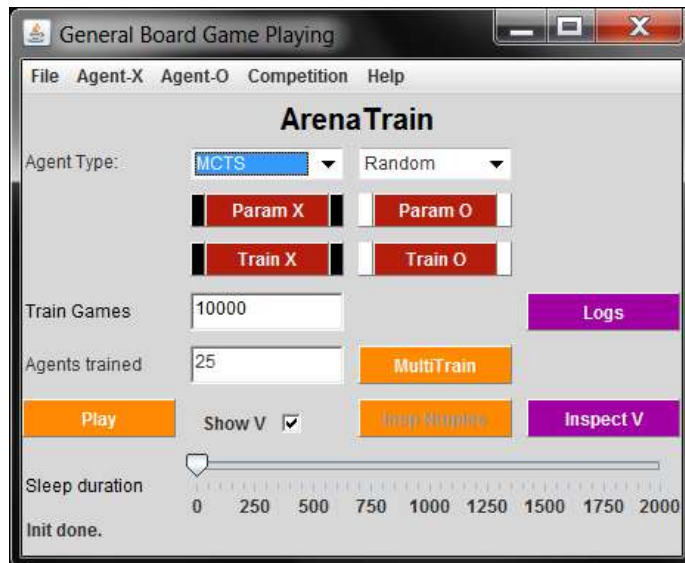 General Board Game Playing
File Agent-X Agent-O Competition Help
ArenaTrain
Agent Type: MCTS Random
Param X Param O
Train X Train O
Train Games 10000 Logs
Agents trained 25 MultiTrain
Play Show V Insp Ntuples Inspect V
Sleep duration
0 250 500 750 1000 1250 1500 1750 2000
Init done.